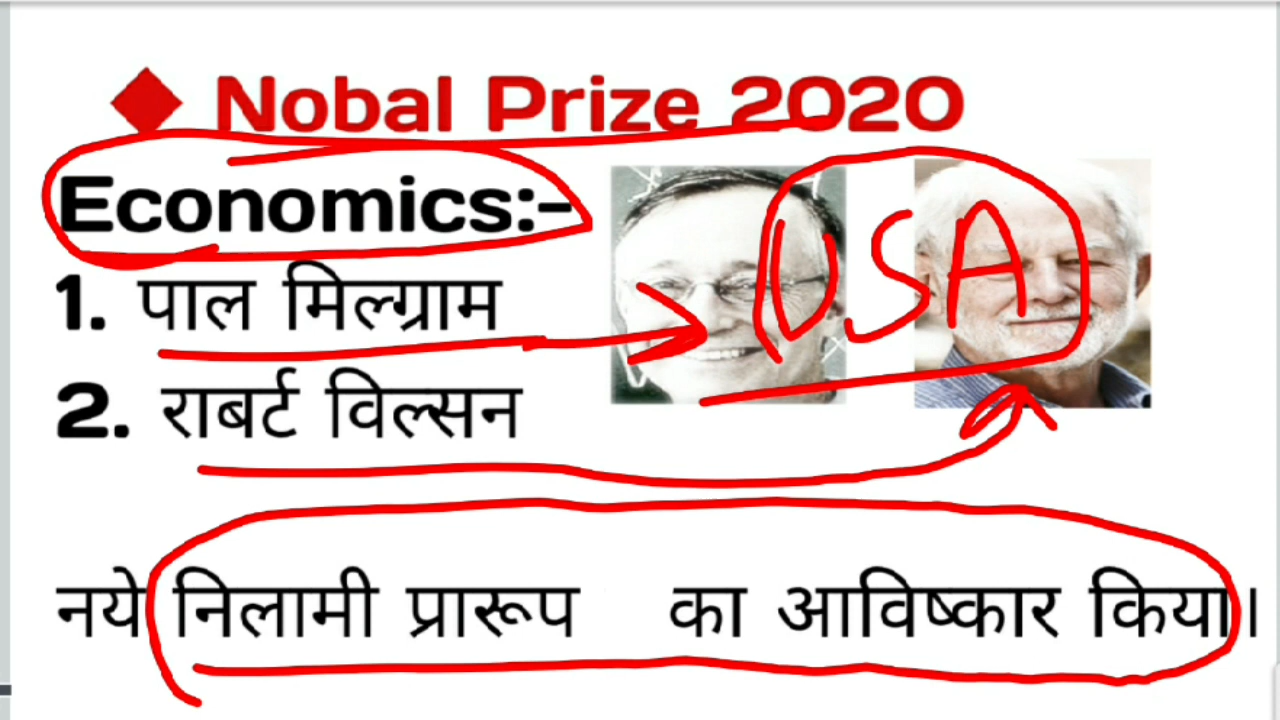 ◆ Nobal Prize 2020
Economics:-
1. पाल मिल्ग्राम
USA
2. राबर्ट विल्सन
नये निलामी प्रारूप का आविष्कार किया।